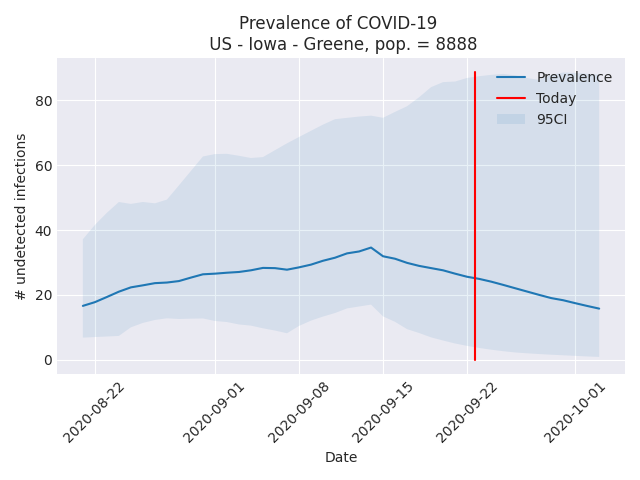 Prevalence of COVID-19
US - Iowa - Greene, pop. = 8888
Prevalence
Today
95CI
# undetected infections
80
60
40
20
0
2020-08-22
2020-09-01
2020-09-08
2020-09-15
2020-09-22
2020-10-01
Date